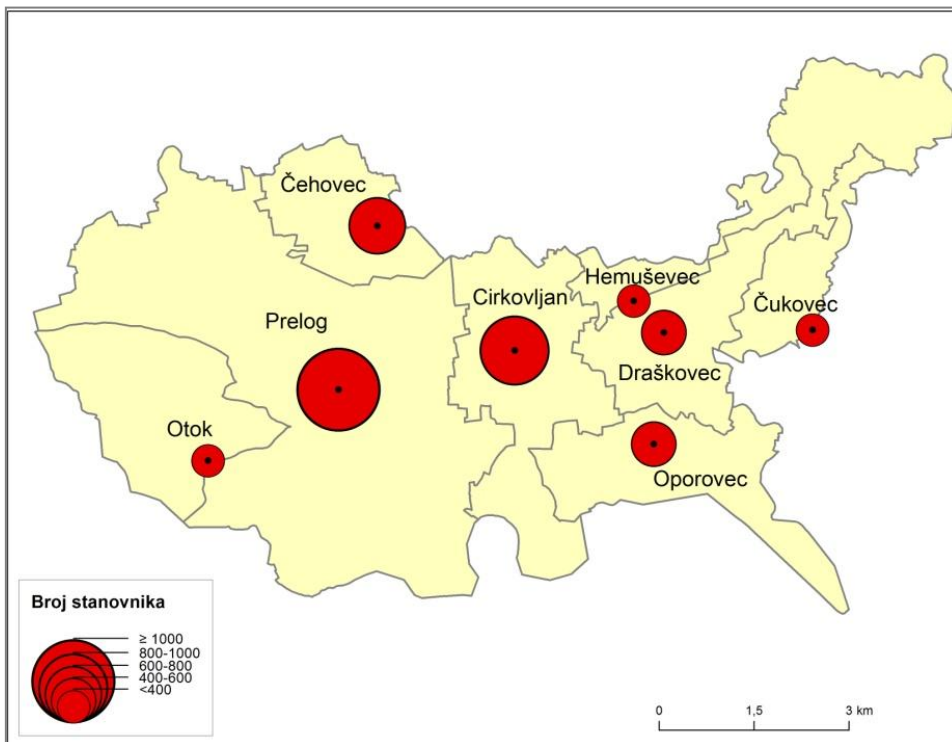 Čehovec
Hemuševec
Cirkovljan
Čukovec
Prelog
Draškovec
Otok
Oporovec
Broj stanovnika
≥ 1000
800-1000
600-800
400-600
<400
0 1,5 3 km